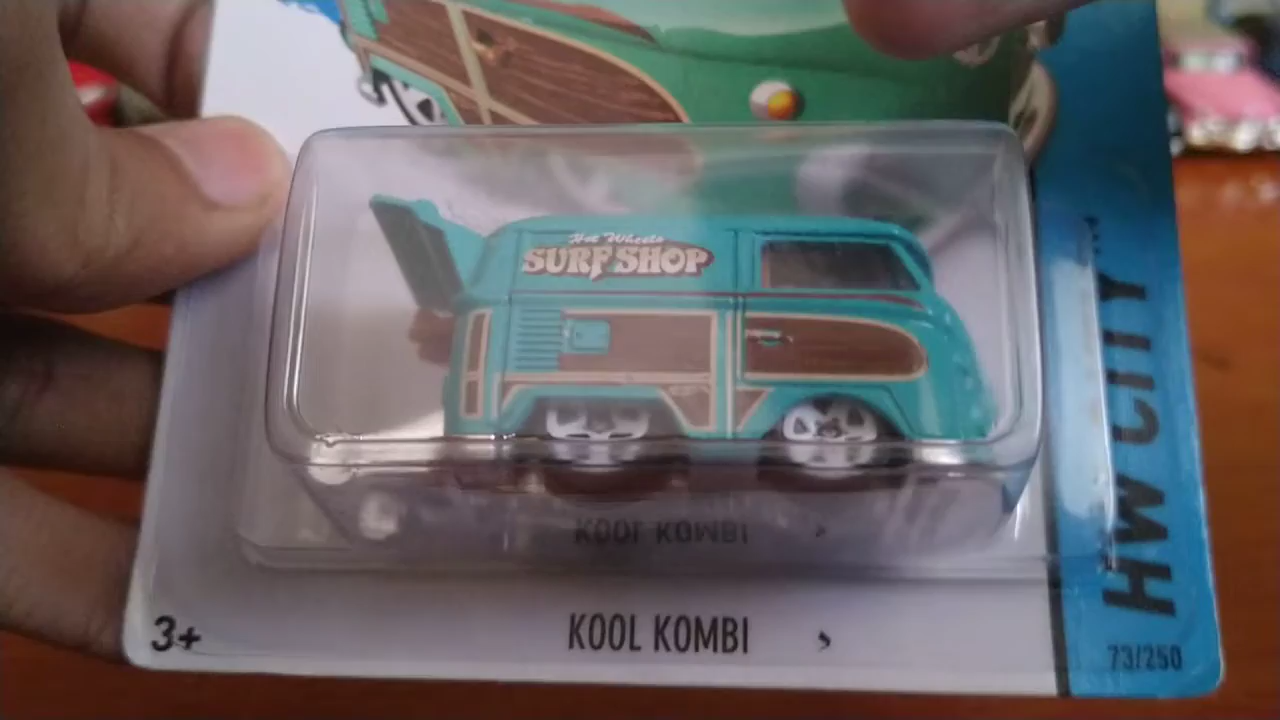 Hot Wheels
SURF SHOP
KOOL KOMBI
KOOL KOMBI
3+
HW CITY
73/250